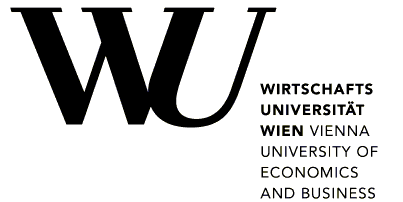 WU
WIRTSCHAFTS
UNIVERSITÄT
WIEN VIENNA
UNIVERSITY OF
ECONOMICS
AND BUSINESS